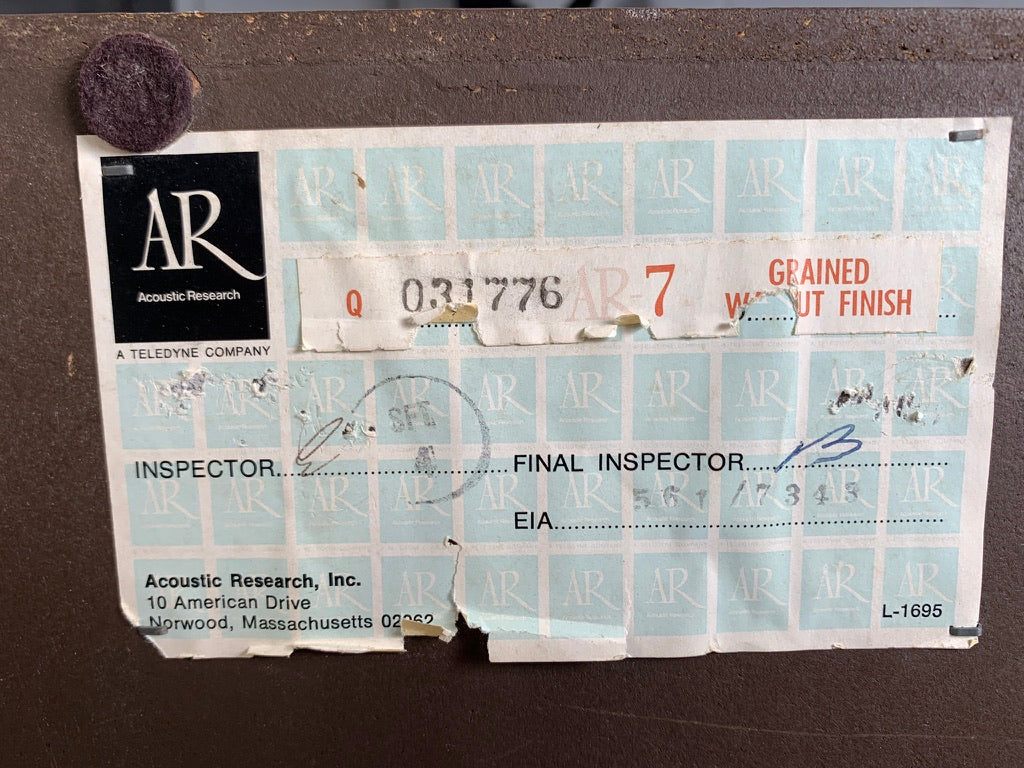 AR
Acoustic Research
A TELEDYNE COMPANY
Q 031776 AR-7 GRAINED
FINISH
INSPECTOR
FINAL INSPECTOR
EIA
Acoustic Research, Inc.
10 American Drive
Norwood, Massachusetts
L-1695